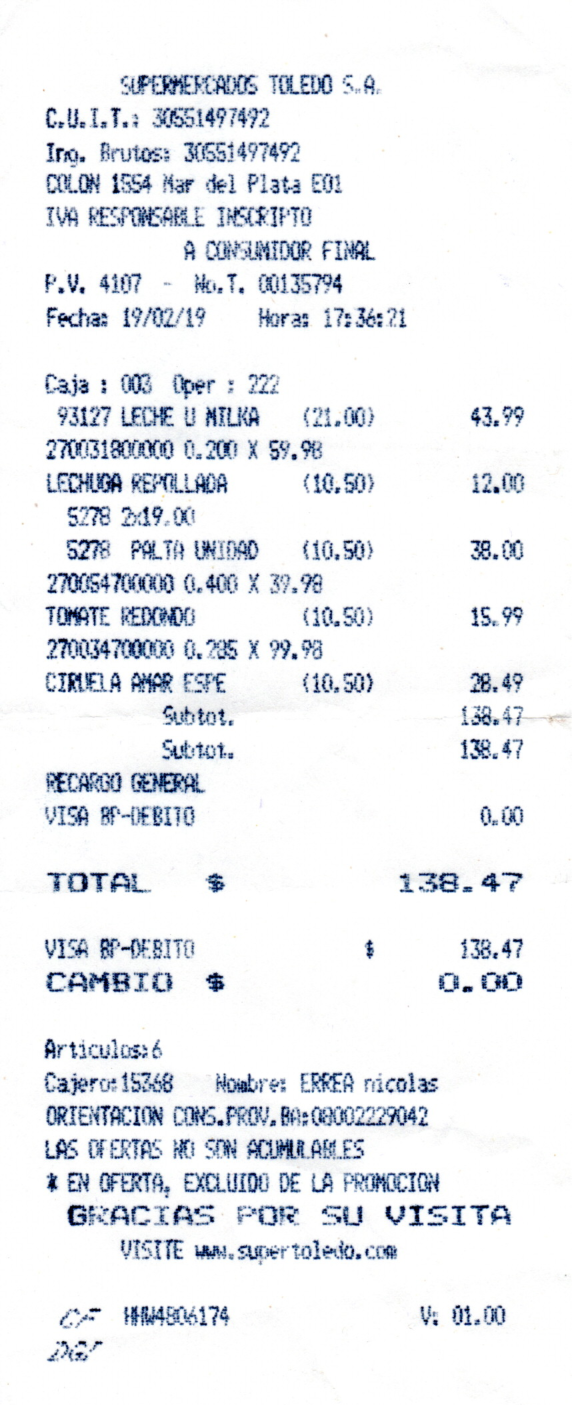 SUPERMERCADOS TOLEDO S.A.
C.U.I.T.: 30551497492
Ing. Brutos: 30551497492
COLON 1554 Mar del Plata E01
IVA RESPONSABLE INSCRIPTO
A CONSUMIDOR FINAL
P.V. 4107 - No.T. 00135794
Fecha: 19/02/19 Hora: 17:36:21
Caja : 003 Oper : 222
93127 LECHE U MILKA (21.00) 43.99
270031800000 0.200 X 59.98
LECHUGA REPOLLADA (10.50) 12.00
5278 2x19.00
5278 PALTA UNIDAD (10.50) 38.00
270054700000 0.400 X 39.98
TOMATE REDONDO (10.50) 15.99
270034700000 0.285 X 99.98
CIRUELA AMAR ESPE (10.50) 28.49
Subtot. 138.47
Subtot. 138.47
RECARGO GENERAL
VISA BP-DEBITO 0.00
TOTAL $ 138.47
VISA BP-DEBITO $ 138.47
CAMBIO $ 0.00
Articulos:6
Cajero:15368 Nombre: ERREA nicolas
ORIENTACION CONS.PROV.BA:08002229042
LAS OFERTAS NO SON ACUMULABLES
* EN OFERTA, EXCLUIDO DE LA PROMOCION
GRACIAS POR SU VISITA
VISITE www.supertoledo.com
CF V: 01.00
DGI